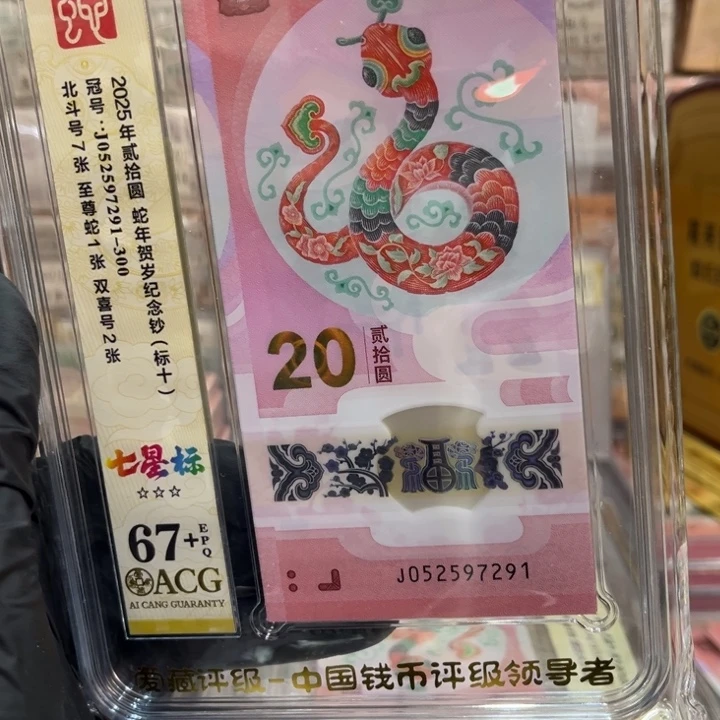 2025年贰拾圆 蛇年贺岁纪念钞(标十)
冠号:J052597291-300
北斗号7张 至尊蛇1张 双喜号2张
七星标
67+
EPQ
ACG
AI CANG GUARANTY
20
贰拾圆
J052597291
爱藏评级-中国钱币评级领导者